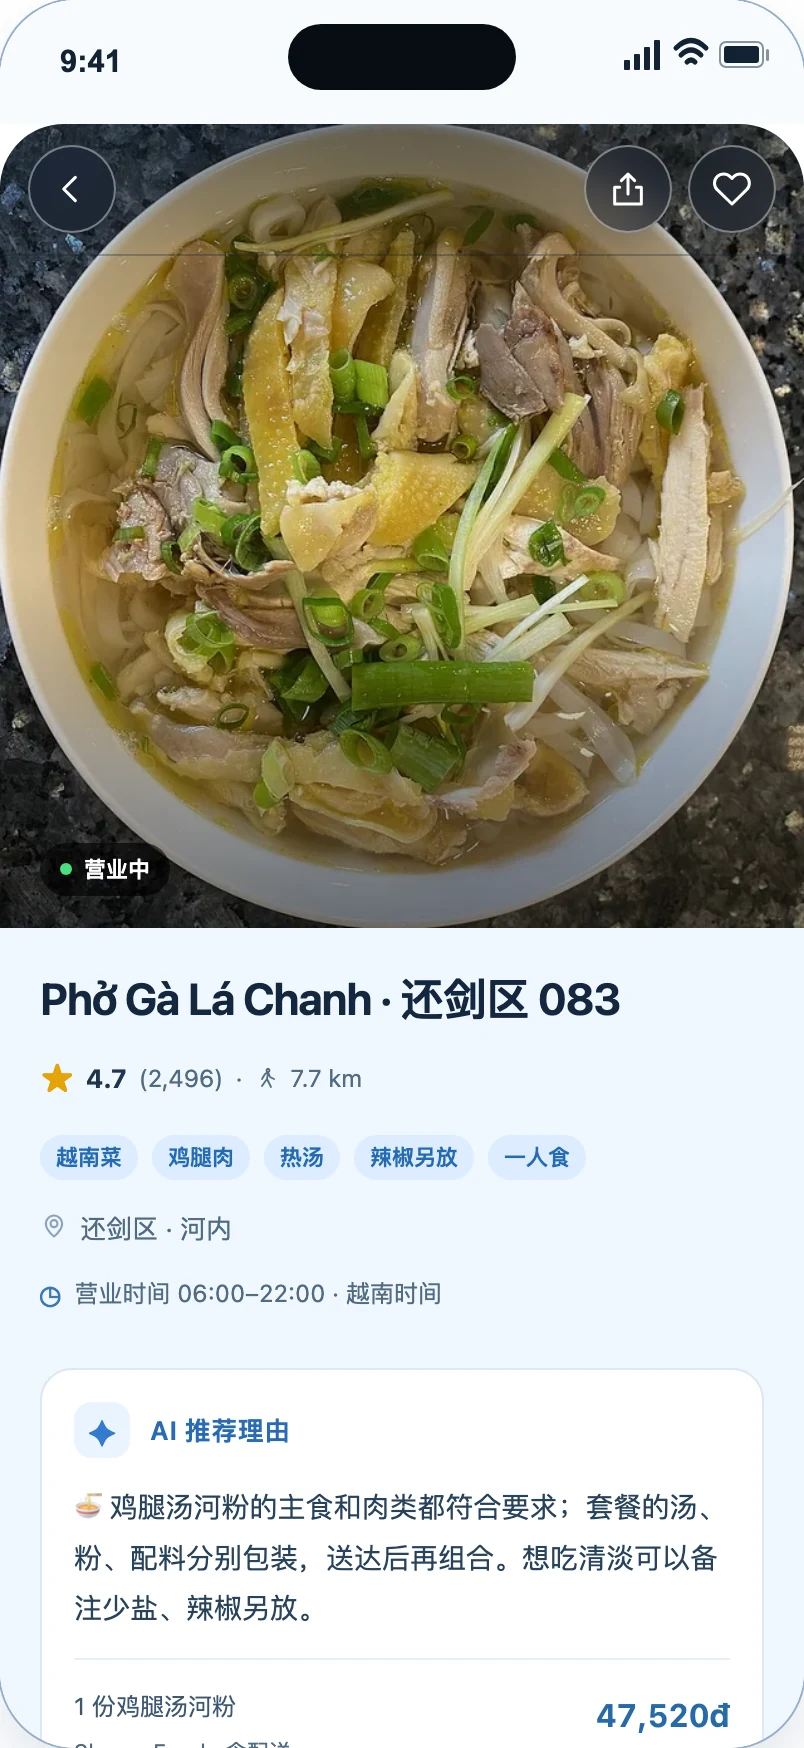 9:41
营业中
Phở Gà Lá Chanh · 还剑区 083
4.7 (2,496) · 7.7 km
越南菜 鸡腿肉 热汤 辣椒另放 一人食
还剑区 · 河内
营业时间 06:00–22:00 · 越南时间
AI 推荐理由
🍜 鸡腿汤河粉的主食和肉类都符合要求；套餐的汤、
粉、配料分别包装，送达后再组合。想吃清淡可以备
注少盐、辣椒另放。
1 份鸡腿汤河粉
47,520đ